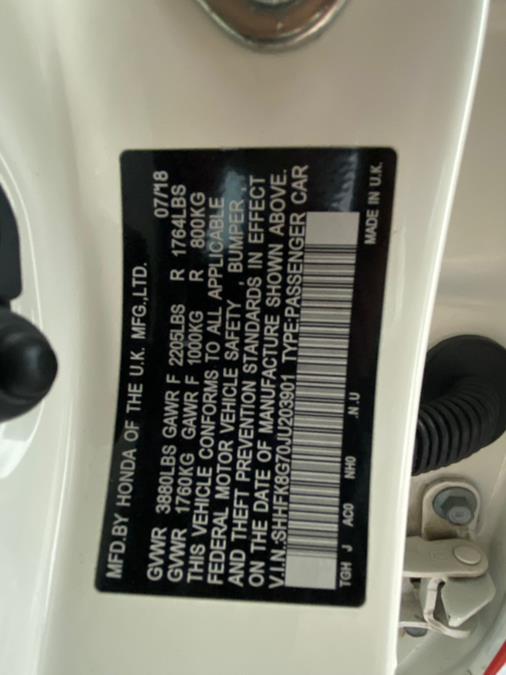 MFD.BY HONDA OF THE U.K. MFG.,LTD. 07/18
GVWR 3880LBS GAWR F 2205LBS R 1764LBS
GVWR 1760KG GAWR F 1000KG R 800KG
THIS VEHICLE CONFORMS TO ALL APPLICABLE
FEDERAL MOTOR VEHICLE SAFETY , BUMPER ,
AND THEFT PREVENTION STANDARDS IN EFFECT
ON THE DATE OF MANUFACTURE SHOWN ABOVE.
V.I.N.:SHHFK8G70JU203901 TYPE:PASSENGER CAR
TGH J AC0 NH0 .N.U MADE IN U.K.